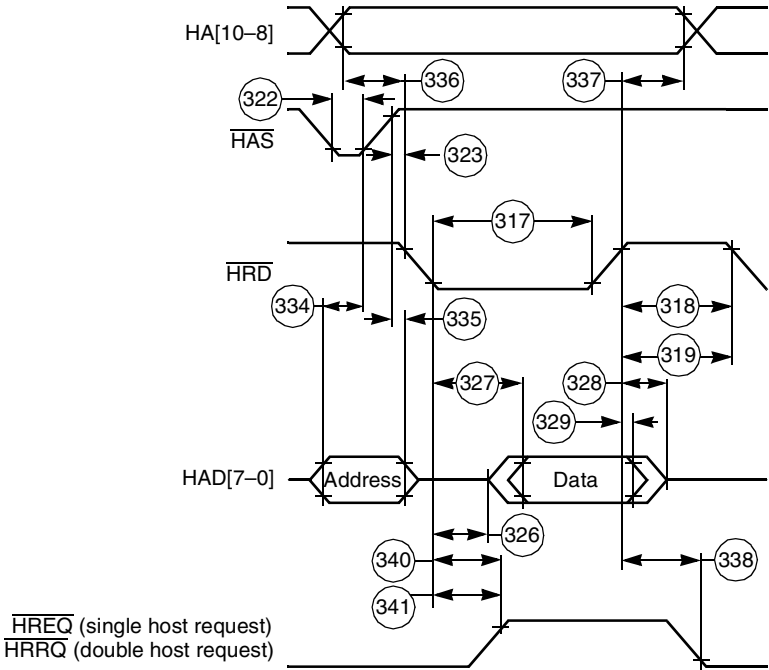 HA[10–8]
336
337
322
HAS
323
317
HRD
334
335
318
319
327
328
329
HAD[7–0]
Address
Data
326
340
338
341
HREQ (single host request)
HRRQ (double host request)